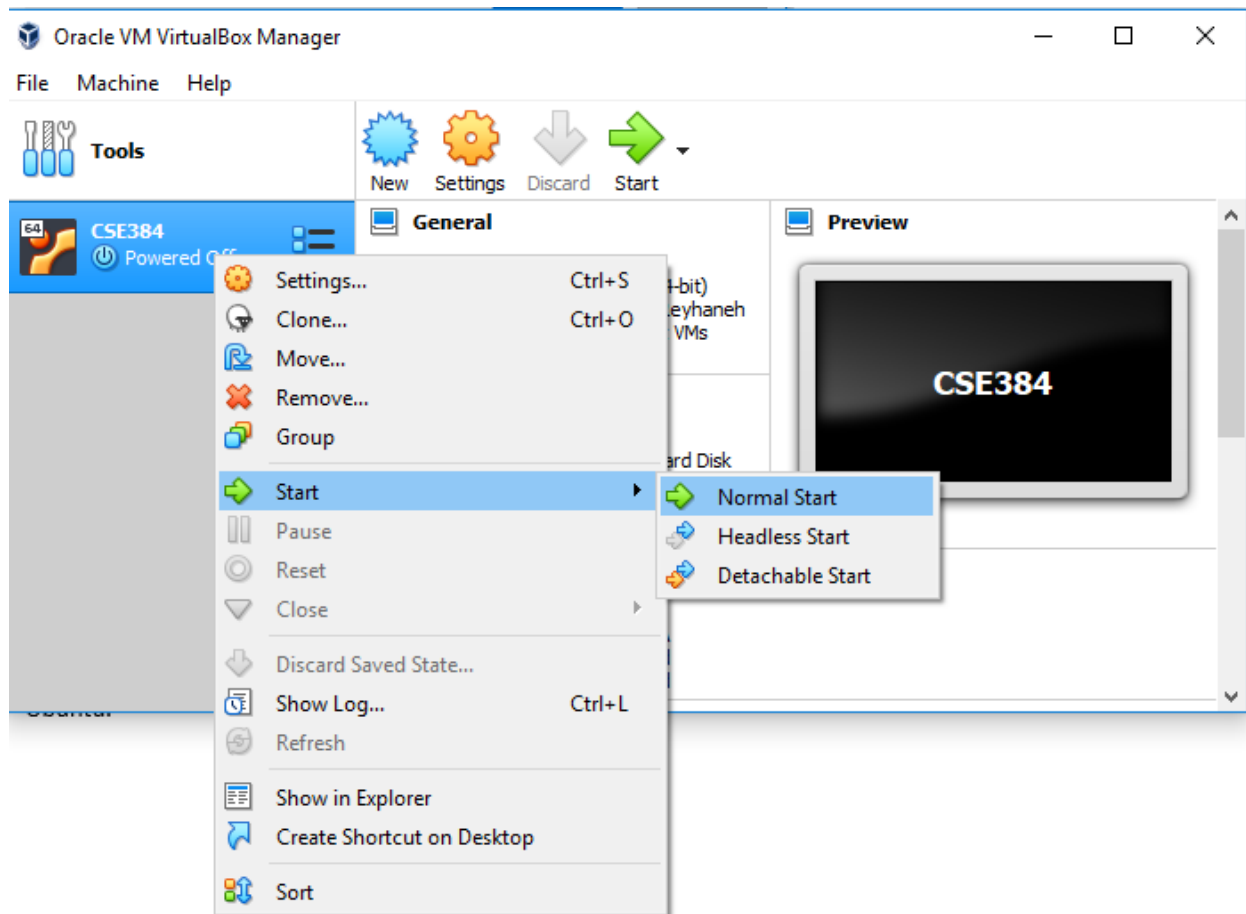 Oracle VM VirtualBox Manager
File Machine Help
Tools
New Settings Discard Start
64
CSE384
Powered Off
General
Preview
4-bit)
eyhaneh
VMs
ard Disk
CSE384
Settings... Ctrl+S
Clone... Ctrl+O
Move...
Remove...
Group
Start
Pause
Reset
Close
Discard Saved State...
Show Log... Ctrl+L
Refresh
Show in Explorer
Create Shortcut on Desktop
Sort
Normal Start
Headless Start
Detachable Start